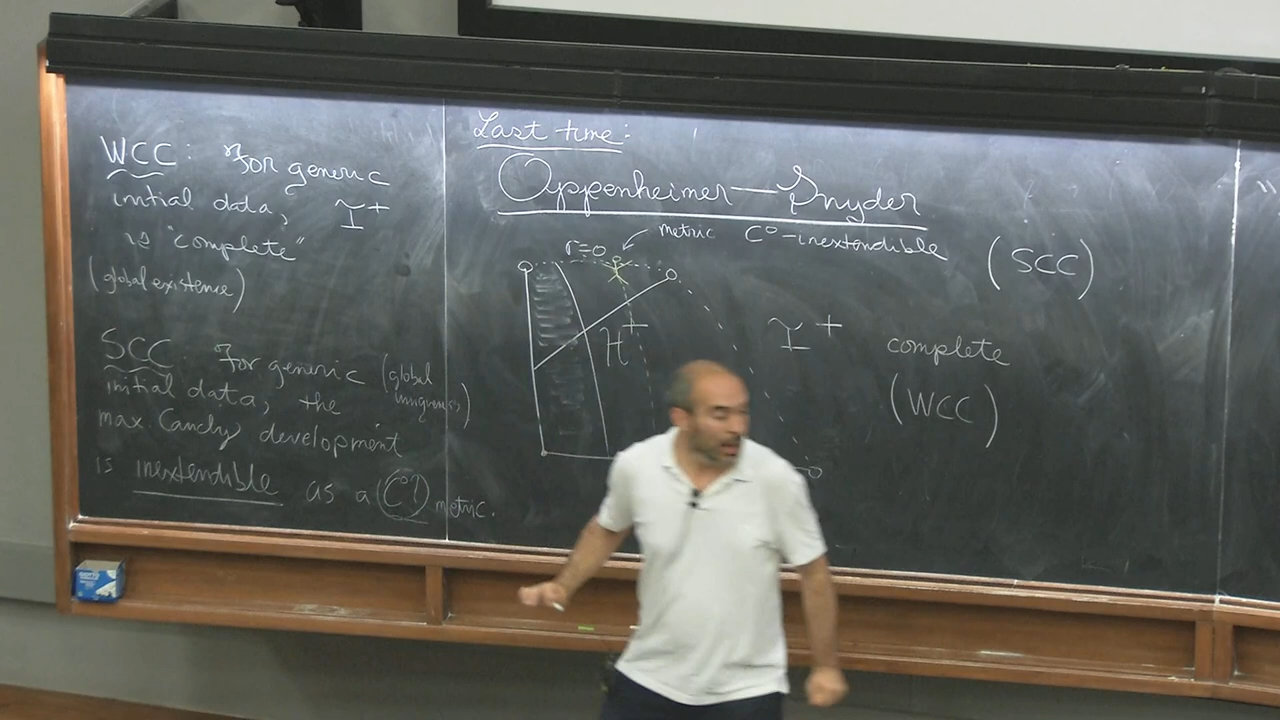 WCC: For generic
initial data, I⁺
is "complete"
(global existence)
SCC: For generic (global uniqueness)
initial data, the
max. Cauchy development
is inextendible as a (C⁰?) metric.
Last time:
Oppenheimer–Snyder
r=0 metric C⁰-inextendible (SCC)
H⁺
I⁺ complete
(WCC)